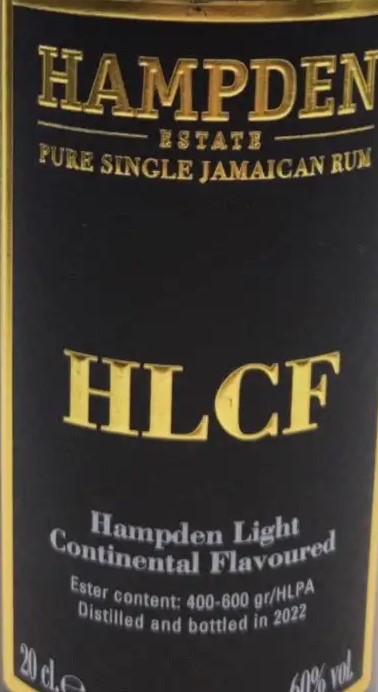 HAMPDEN
ESTATE
PURE SINGLE JAMAICAN RUM
HLCF
Hampden Light
Continental Flavoured
Ester content: 400-600 gr/HLPA
Distilled and bottled in 2022
20 cl. ℮
60% vol.